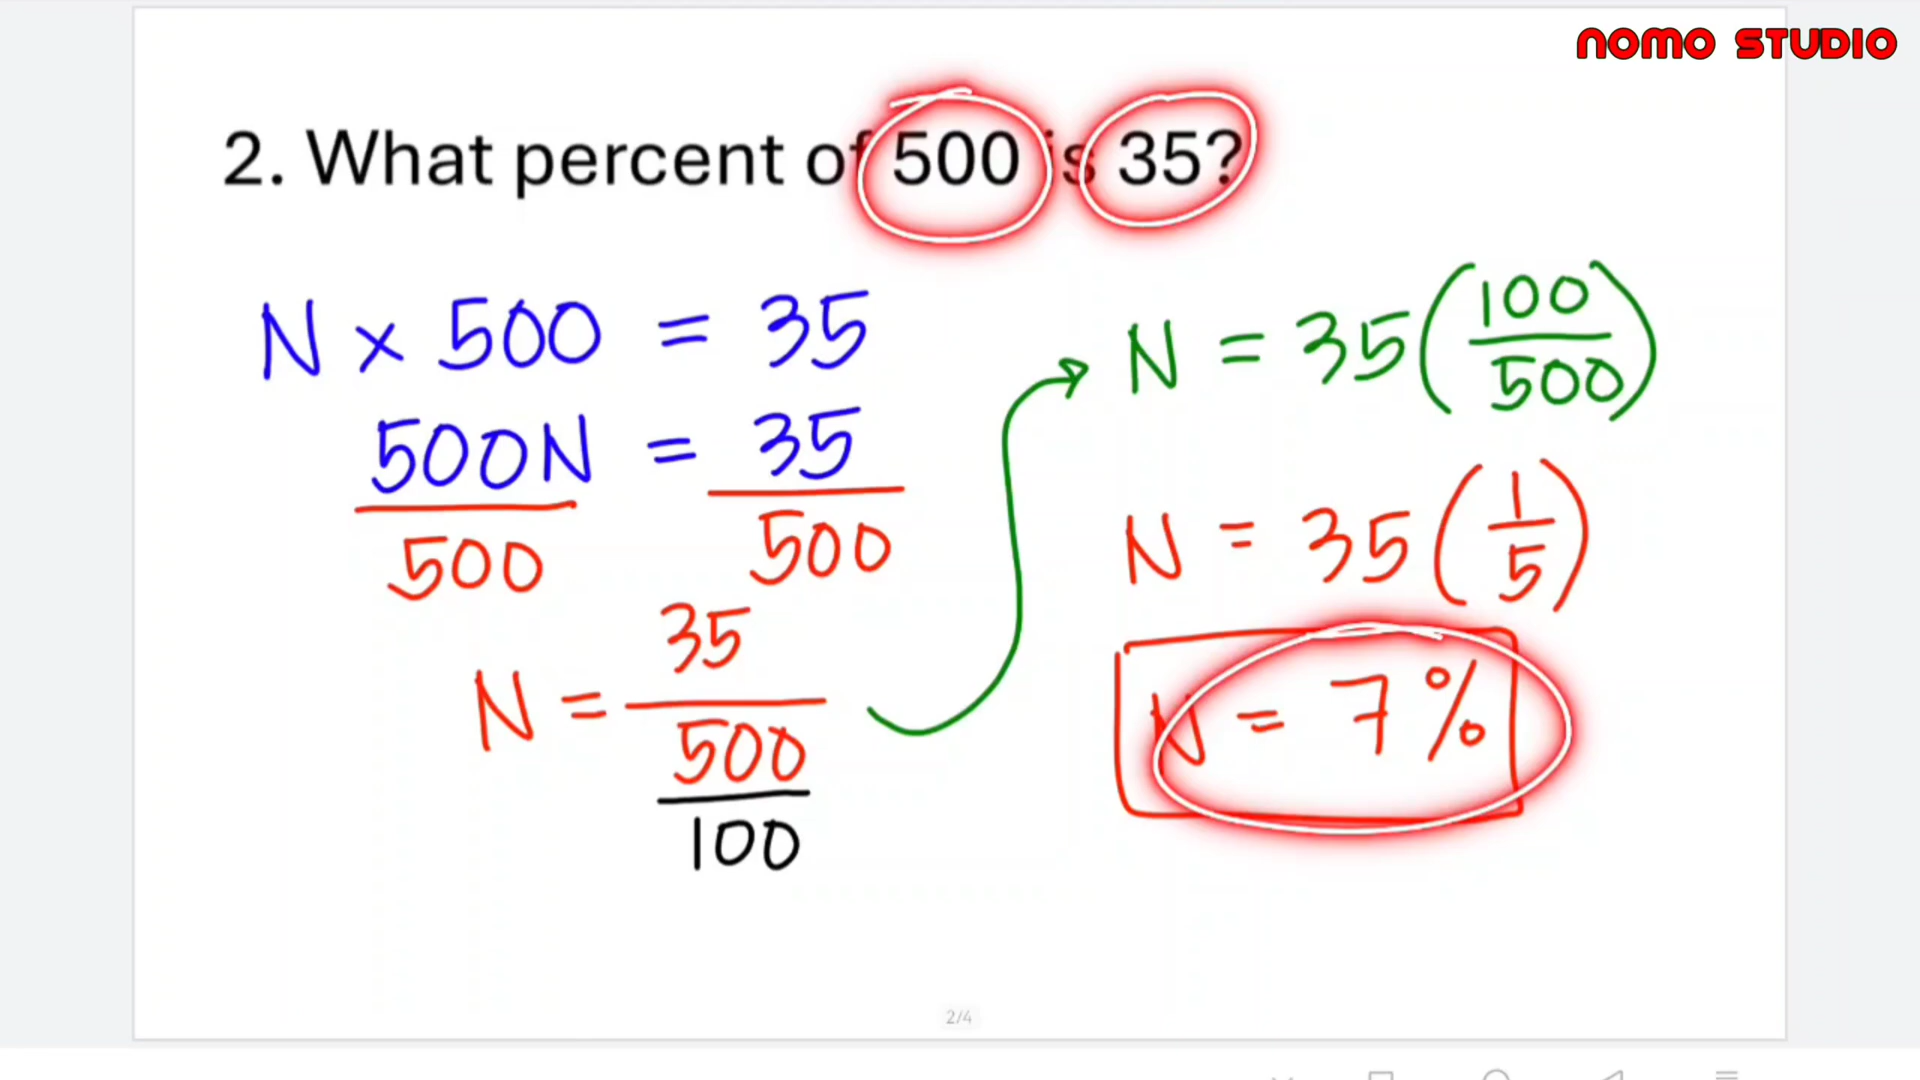 NOMO STUDIO
2. What percent of 500 is 35?
N x 500 = 35
500N = 35
500 500
N = 35
500
100
N = 35(100/500)
N = 35(1/5)
N = 7%
2/4